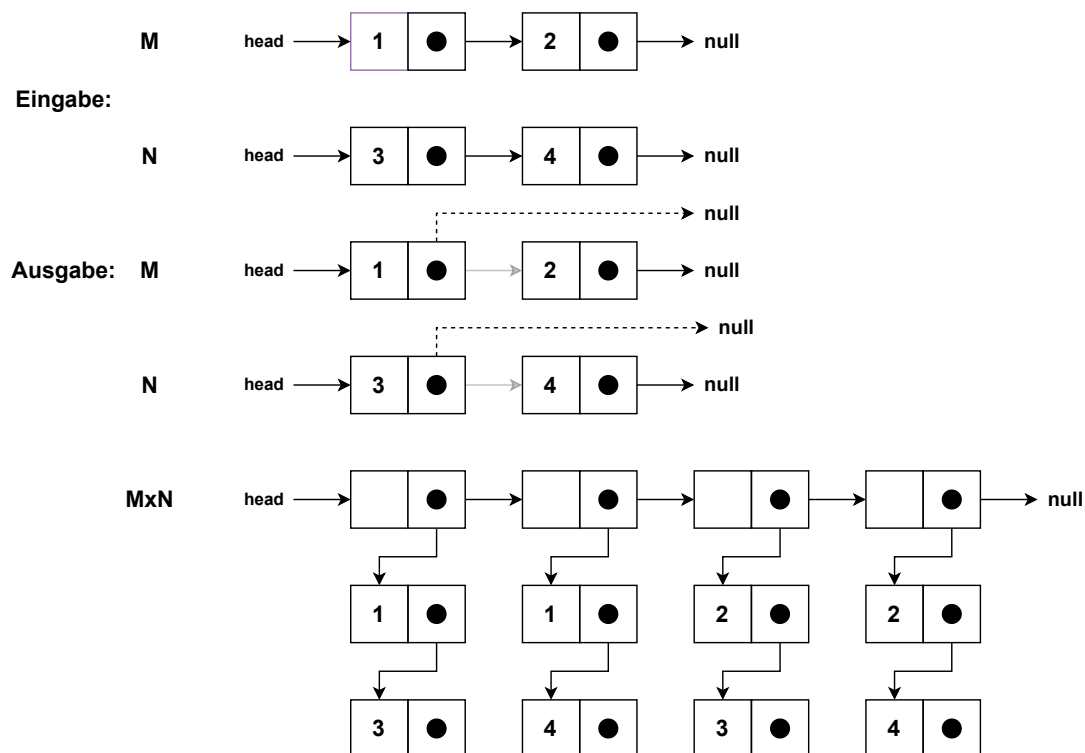 M head 1 2 null
Eingabe:
N head 3 4 null
null
Ausgabe: M head 1 2 null
null
N head 3 4 null
MxN head null
1 1 2 2
3 4 3 4